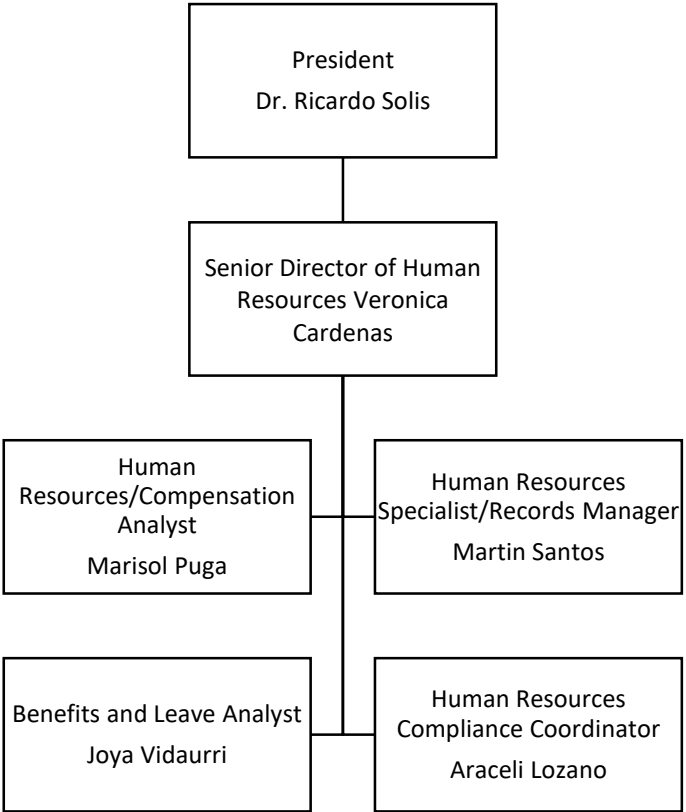 President
Dr. Ricardo Solis
Senior Director of Human
Resources Veronica
Cardenas
Human
Resources/Compensation
Analyst
Marisol Puga
Human Resources
Specialist/Records Manager
Martin Santos
Benefits and Leave Analyst
Joya Vidaurri
Human Resources
Compliance Coordinator
Araceli Lozano